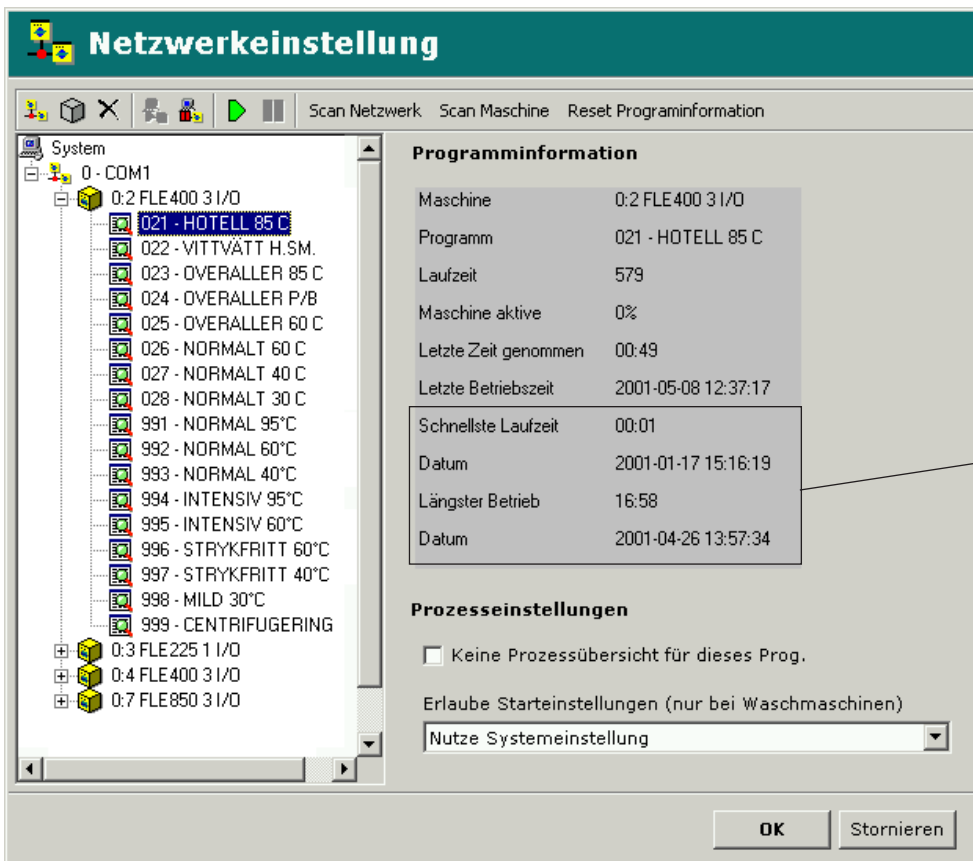 Netzwerkeinstellung
Scan Netzwerk Scan Maschine Reset Programinformation
System
0 - COM1
0:2 FLE400 3 I/O
021 - HOTELL 85 C
022 - VITTVÄTT H.SM.
023 - OVERALLER 85 C
024 - OVERALLER P/B
025 - OVERALLER 60 C
026 - NORMALT 60 C
027 - NORMALT 40 C
028 - NORMALT 30 C
991 - NORMAL 95°C
992 - NORMAL 60°C
993 - NORMAL 40°C
994 - INTENSIV 95°C
995 - INTENSIV 60°C
996 - STRYKFRITT 60°C
997 - STRYKFRITT 40°C
998 - MILD 30°C
999 - CENTRIFUGERING
0:3 FLE225 1 I/O
0:4 FLE400 3 I/O
0:7 FLE850 3 I/O
Programminformation
Maschine 0:2 FLE400 3 I/O
Programm 021 - HOTELL 85 C
Laufzeit 579
Maschine aktive 0%
Letzte Zeit genommen 00:49
Letzte Betriebszeit 2001-05-08 12:37:17
Schnellste Laufzeit 00:01
Datum 2001-01-17 15:16:19
Längster Betrieb 16:58
Datum 2001-04-26 13:57:34
Prozesseinstellungen
Keine Prozessübersicht für dieses Prog.
Erlaube Starteinstellungen (nur bei Waschmaschinen)
Nutze Systemeinstellung
OK Stornieren